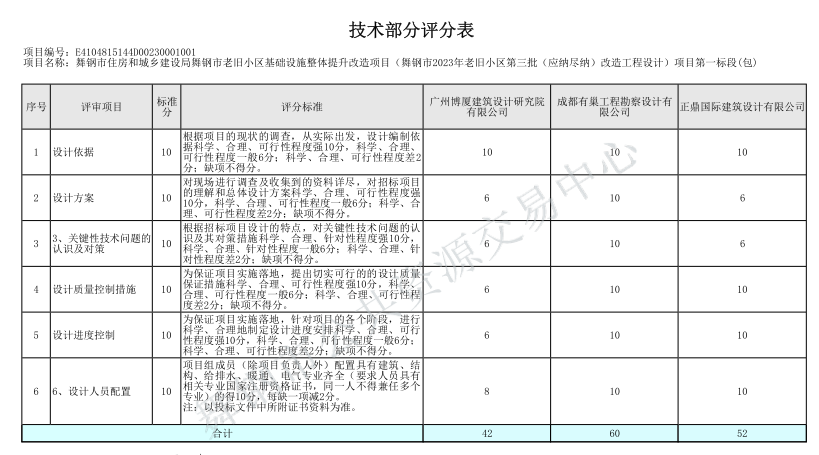 技术部分评分表
项目编号：E4104815144D00230001001
项目名称：舞钢市住房和城乡建设局舞钢市老旧小区基础设施整体提升改造项目（舞钢市2023年老旧小区第三批（应纳尽纳）改造工程设计）项目第一标段(包)
序号 评审项目 标准分 评分标准 广州博厦建筑设计研究院有限公司 成都有巢工程勘察设计有限公司 正鼎国际建筑设计有限公司
1 设计依据 10
根据项目的现状的调查，从实际出发，设计编制依
据科学、合理、可行性程度强10分，科学、合理、
可行性程度一般6分；科学、合理、可行性程度差2
分；缺项不得分。
10 10 10
2 设计方案 10
对现场进行调查及收集到的资料详尽，对招标项目
的理解和总体设计方案科学、合理、可行性程度强
10分，科学、合理、可行性程度一般6分；科学、合
理、可行性程度差2分；缺项不得分。
6 10 6
3 3、关键性技术问题的认识及对策 10
根据招标项目设计的特点，对关键性技术问题的认
识及其对策措施科学、合理、针对性程度强10分，
科学、合理、针对性程度一般6分；科学、合理、针
对性程度差2分；缺项不得分。
6 10 6
4 设计质量控制措施 10
为保证项目实施落地，提出切实可行的的设计质量
保证措施科学、合理、可行性程度强10分，科学、
合理、可行性程度一般6分；科学、合理、可行性程
度差2分；缺项不得分。
6 10 10
5 设计进度控制 10
为保证项目实施落地，针对项目的各个阶段，进行
科学、合理地制定设计进度安排科学、合理、可行
性程度强10分，科学、合理、可行性程度一般6分；
科学、合理、可行性程度差2分；缺项不得分。
6 10 10
6 6、设计人员配置 10
项目组成员（除项目负责人外）配置具有建筑、结
构、给排水、暖通、电气专业齐全（要求人员具有
相关专业国家注册资格证书，同一人不得兼任多个
专业）的得10分，每缺一项减2分。
注：以投标文件中所附证书资料为准。
8 10 10
合计 42 60 52